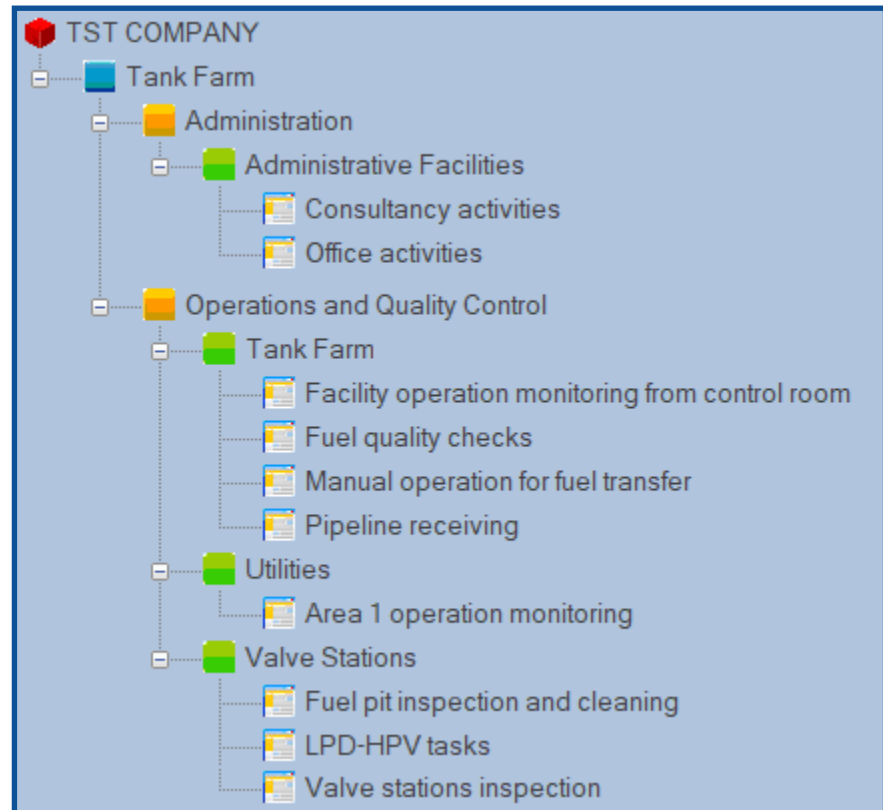 TST COMPANY
Tank Farm
Administration
Administrative Facilities
Consultancy activities
Office activities
Operations and Quality Control
Tank Farm
Facility operation monitoring from control room
Fuel quality checks
Manual operation for fuel transfer
Pipeline receiving
Utilities
Area 1 operation monitoring
Valve Stations
Fuel pit inspection and cleaning
LPD-HPV tasks
Valve stations inspection